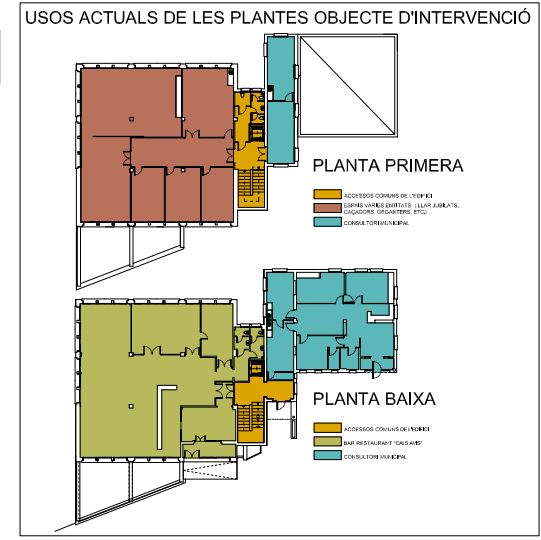 USOS ACTUALS DE LES PLANTES OBJECTE D'INTERVENCIÓ
PLANTA PRIMERA
ACCESSOS COMUNS DE L'EDIFICI
ESPAIS VÀRIES ENTITATS (LLAR JUBILATS,
CAÇADORS, GEGANTERS, ETC.)
CONSULTORI MUNICIPAL
PLANTA BAIXA
ACCESSOS COMUNS DE L'EDIFICI
BAR RESTAURANT "CALS AVIS"
CONSULTORI MUNICIPAL